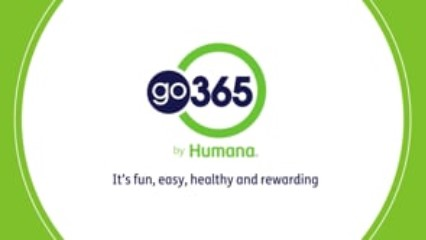 go365
by Humana.
It's fun, easy, healthy and rewarding